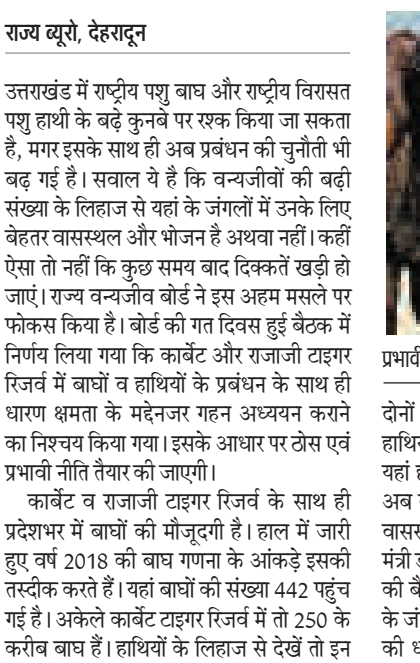 राज्य ब्यूरो, देहरादून
उत्तराखंड में राष्ट्रीय पशु बाघ और राष्ट्रीय विरासत
पशु हाथी के बढ़े कुनबे पर रश्क किया जा सकता
है, मगर इसके साथ ही अब प्रबंधन की चुनौती भी
बढ़ गई है। सवाल ये है कि वन्यजीवों की बढ़ी
संख्या के लिहाज से यहां के जंगलों में उनके लिए
बेहतर वासस्थल और भोजन है अथवा नहीं। कहीं
ऐसा तो नहीं कि कुछ समय बाद दिक्कतें खड़ी हो
जाएं। राज्य वन्यजीव बोर्ड ने इस अहम मसले पर
फोकस किया है। बोर्ड की गत दिवस हुई बैठक में
निर्णय लिया गया कि कार्बेट और राजाजी टाइगर
रिजर्व में बाघों व हाथियों के प्रबंधन के साथ ही
धारण क्षमता के मद्देनजर गहन अध्ययन कराने
का निश्चय किया गया। इसके आधार पर ठोस एवं
प्रभावी नीति तैयार की जाएगी।
कार्बेट व राजाजी टाइगर रिजर्व के साथ ही
प्रदेशभर में बाघों की मौजूदगी है। हाल में जारी
हुए वर्ष 2018 की बाघ गणना के आंकड़े इसकी
तस्दीक करते हैं। यहां बाघों की संख्या 442 पहुंच
गई है। अकेले कार्बेट टाइगर रिजर्व में तो 250 के
करीब बाघ हैं। हाथियों के लिहाज से देखें तो इन
प्रभावी
दोनों
यहां
अब
की बै
के जं